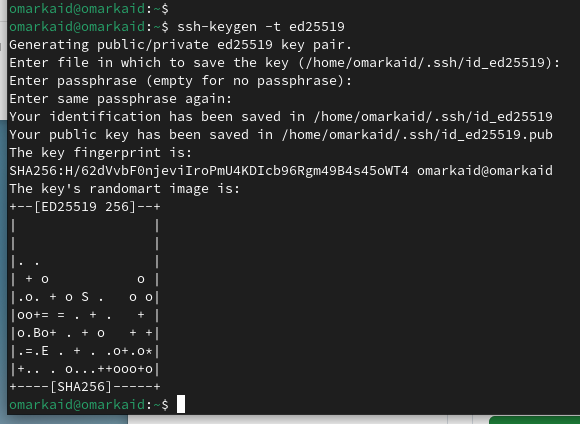 omarkaid@omarkaid:~$
omarkaid@omarkaid:~$ ssh-keygen -t ed25519
Generating public/private ed25519 key pair.
Enter file in which to save the key (/home/omarkaid/.ssh/id_ed25519):
Enter passphrase (empty for no passphrase):
Enter same passphrase again:
Your identification has been saved in /home/omarkaid/.ssh/id_ed25519
Your public key has been saved in /home/omarkaid/.ssh/id_ed25519.pub
The key fingerprint is:
SHA256:H/62dVvbF0njeviIroPmU4KDIcb96Rgm49B4s45oWT4 omarkaid@omarkaid
The key's randomart image is:
+--[ED25519 256]--+
|                 |
|                 |
|. .              |
| + o           o |
|.o. + o S .   o o|
|oo+= = . + .   + |
|o.Bo+ . + o   + +|
|.=.E . + . .o+.o*|
|+.. . o...++ooo+o|
+----[SHA256]-----+
omarkaid@omarkaid:~$